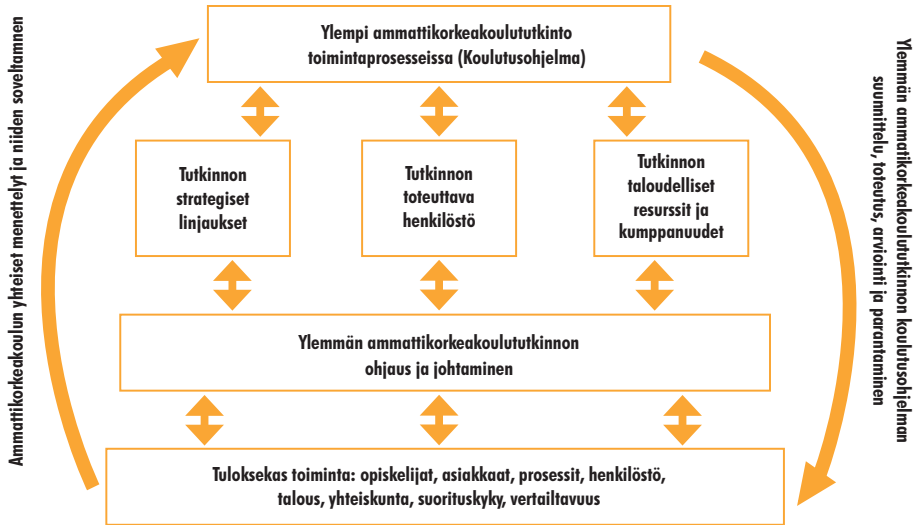 Ylempi ammattikorkeakoulututkinto
toimintaprosesseissa (Koulutusohjelma)
Tutkinnon
strategiset
linjaukset
Tutkinnon
toteuttava
henkilöstö
Tutkinnon
taloudelliset
resurssit ja
kumppanuudet
Ylemmän ammattikorkeakoulututkinnon
ohjaus ja johtaminen
Tuloksekas toiminta: opiskelijat, asiakkaat, prosessit, henkilöstö,
talous, yhteiskunta, suorituskyky, vertailtavuus
Ammattikorkeakoulun yhteiset menettelyt ja niiden soveltamnen
Ylemmän ammatikorkeakoulututkinnon koulutusohjelman
suunnittelu, toteutus, arviointi ja parantaminen